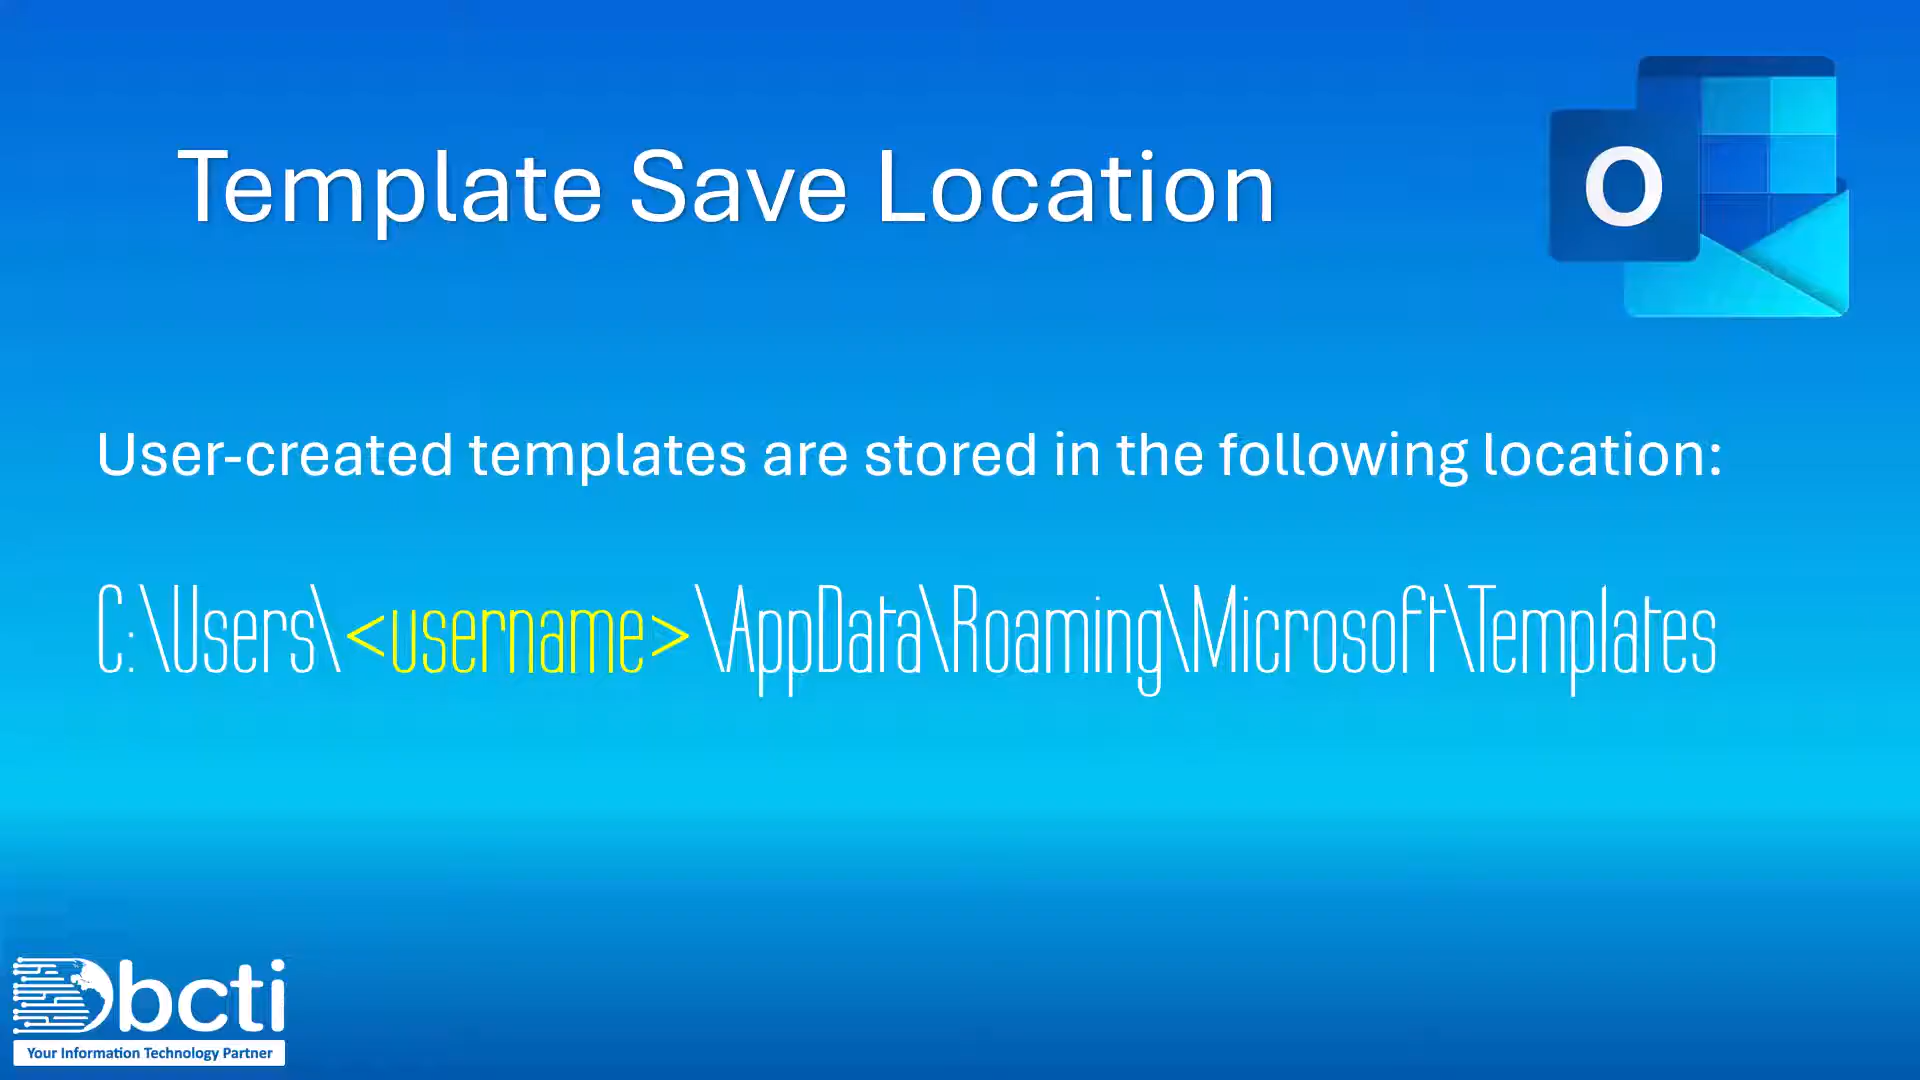 Template Save Location
O
User-created templates are stored in the following location:
C:\Users\<username>\AppData\Roaming\Microsoft\Templates
bcti
Your Information Technology Partner